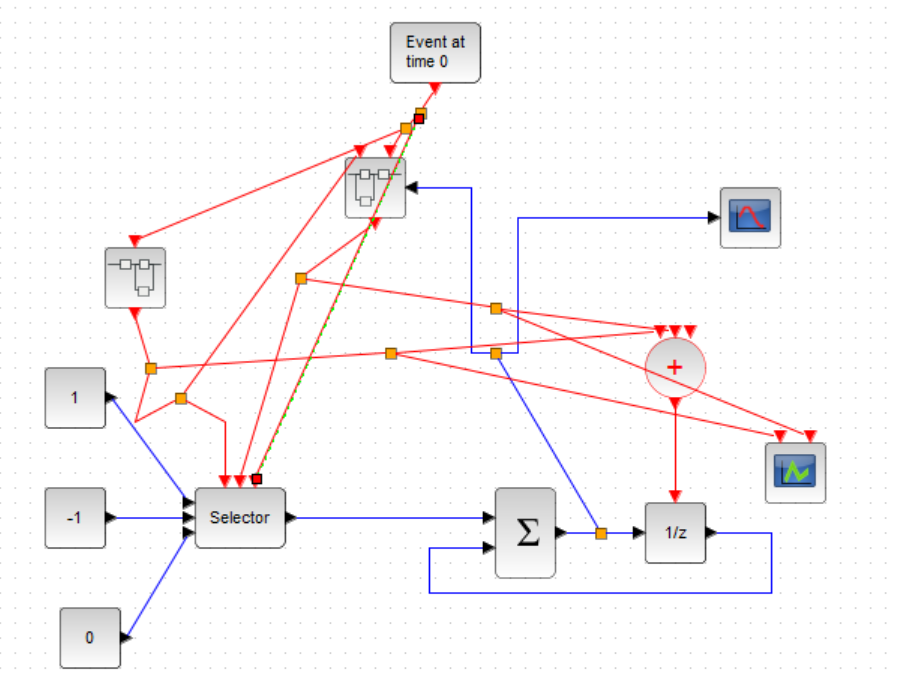 Event at
time 0
+
1
-1
Selector
Σ
1/z
0